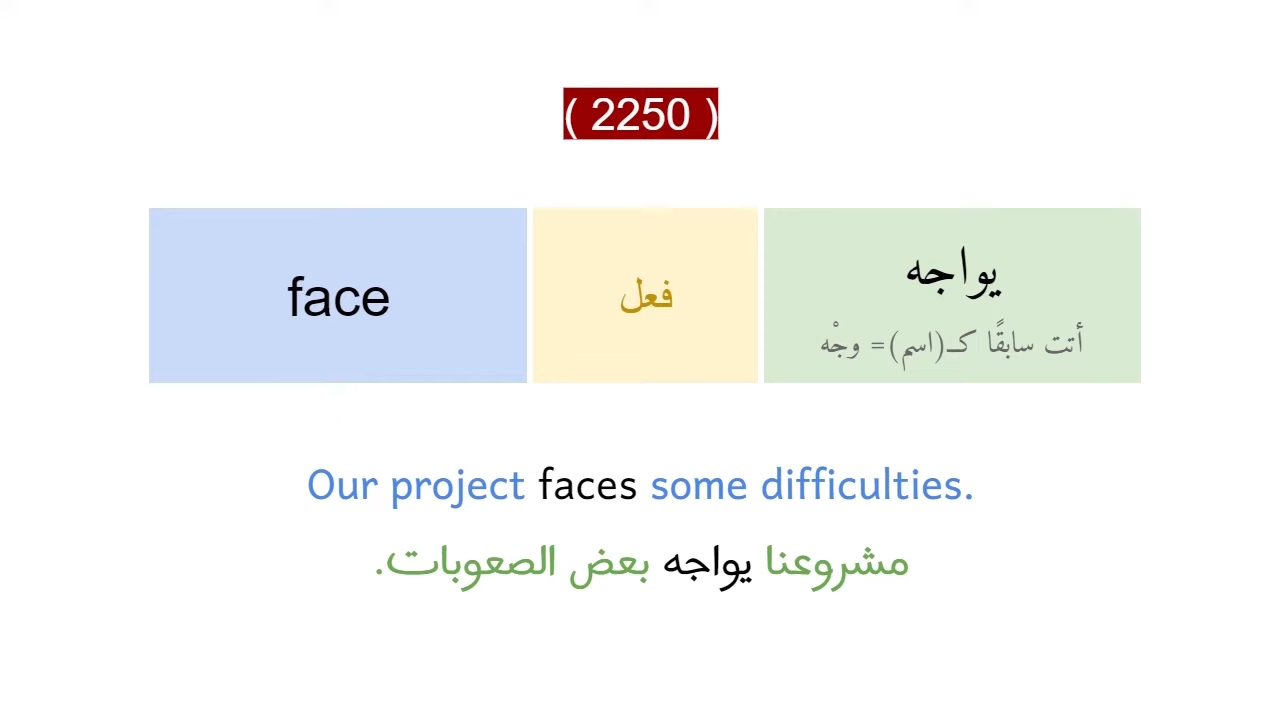 ( 2250 )
face
فعل
يواجه
أتت سابقًا كـ(اسم)= وجْه
Our project faces some difficulties.
مشروعنا يواجه بعض الصعوبات.